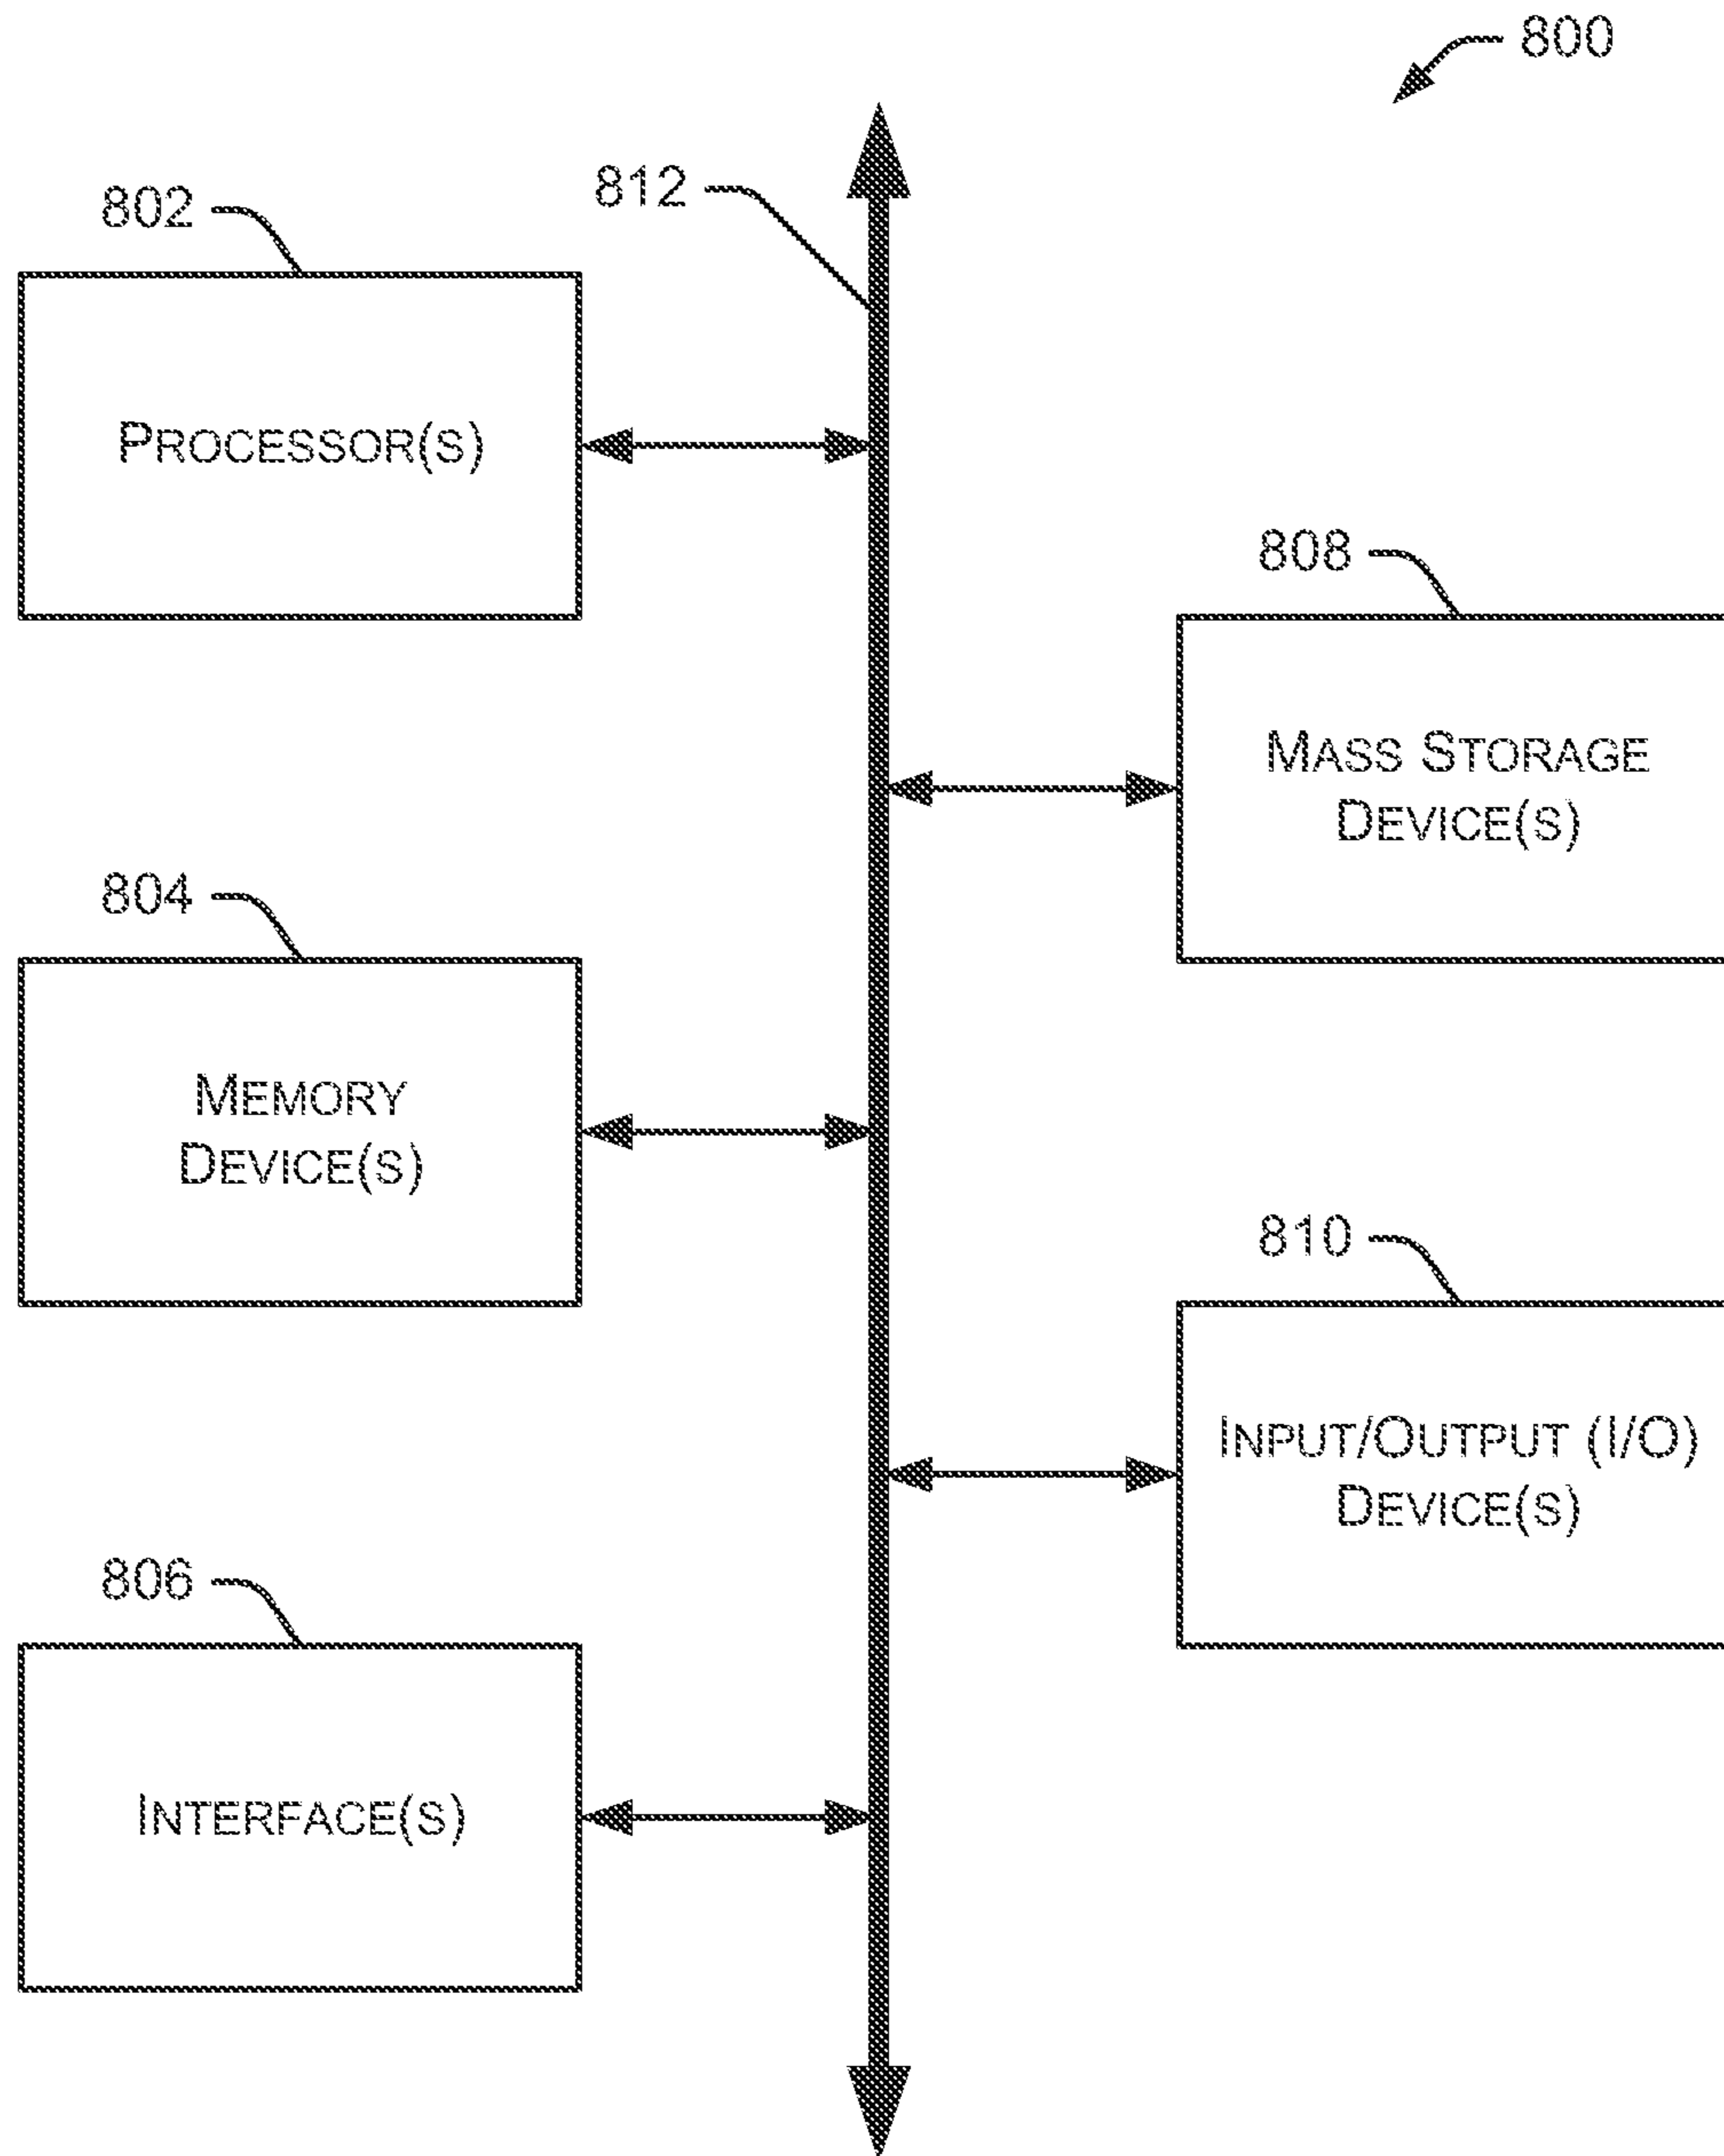 800
812
802
PROCESSOR(S)
808
MASS STORAGE
DEVICE(S)
804
MEMORY
DEVICE(S)
810
INPUT/OUTPUT (I/O)
DEVICE(S)
806
INTERFACE(S)